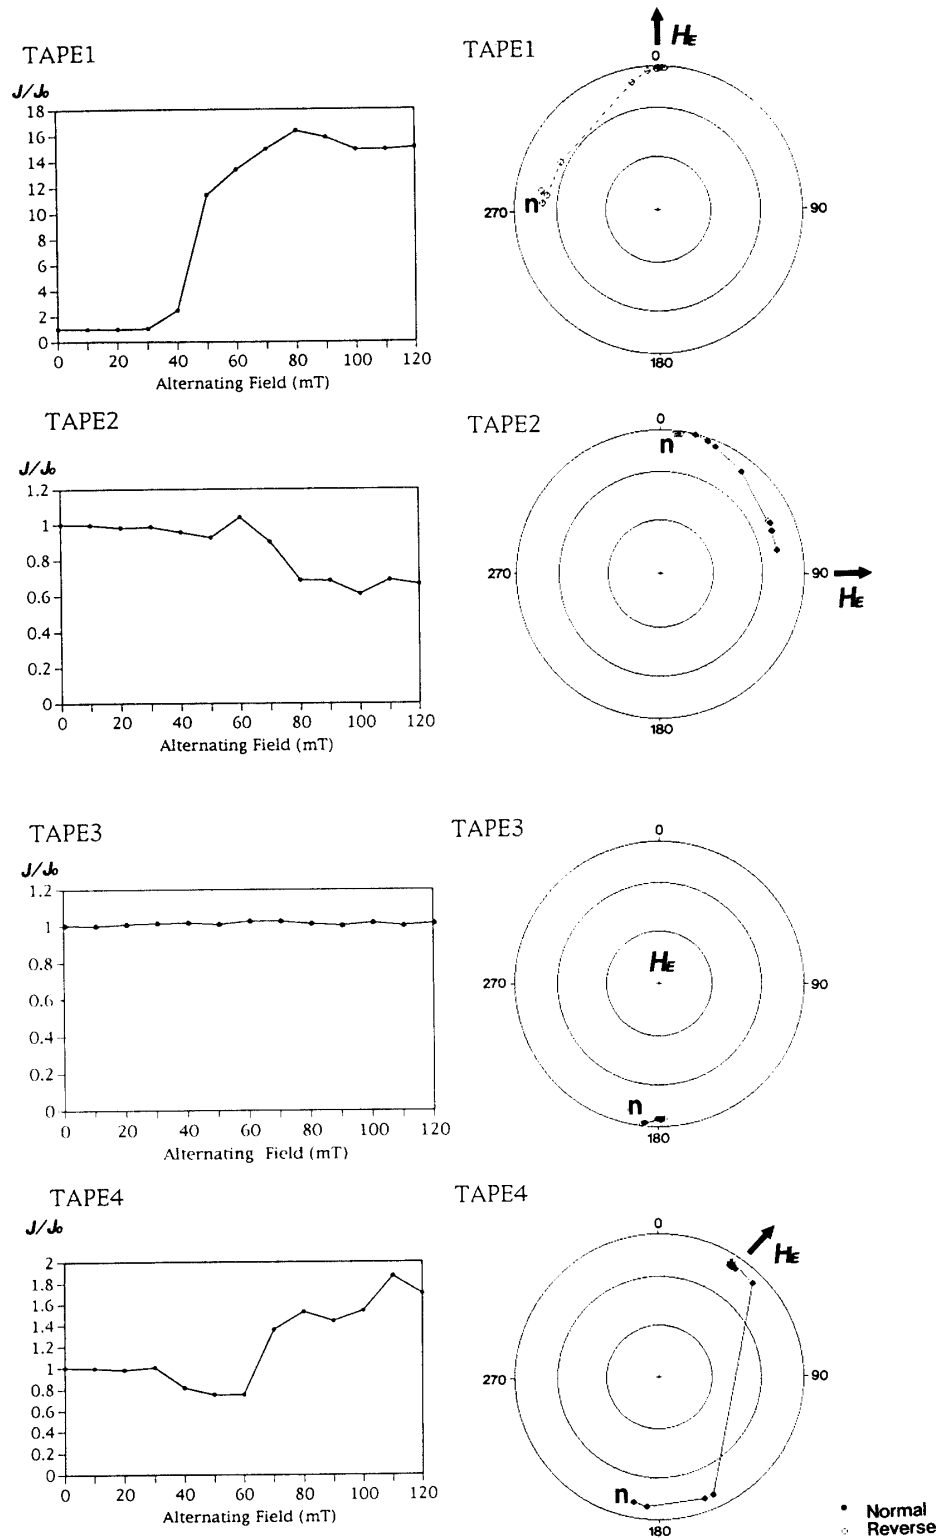 TAPE1
J/J₀
18
16
14
12
10
8
6
4
2
0
0 20 40 60 80 100 120
Alternating Field (mT)
TAPE1
HE
0
90
180
270
n
TAPE2
J/J₀
1.2
1
0.8
0.6
0.4
0.2
0
0 20 40 60 80 100 120
Alternating Field (mT)
TAPE2
0
n
270
90
HE
180
TAPE3
J/J₀
1.2
1
0.8
0.6
0.4
0.2
0
0 20 40 60 80 100 120
Alternating Field (mT)
TAPE3
0
HE
270
90
n
180
TAPE4
J/J₀
2
1.8
1.6
1.4
1.2
1
0.8
0.6
0.4
0.2
0
0 20 40 60 80 100 120
Alternating Field (mT)
TAPE4
0
HE
270
90
n
180
Normal
Reverse